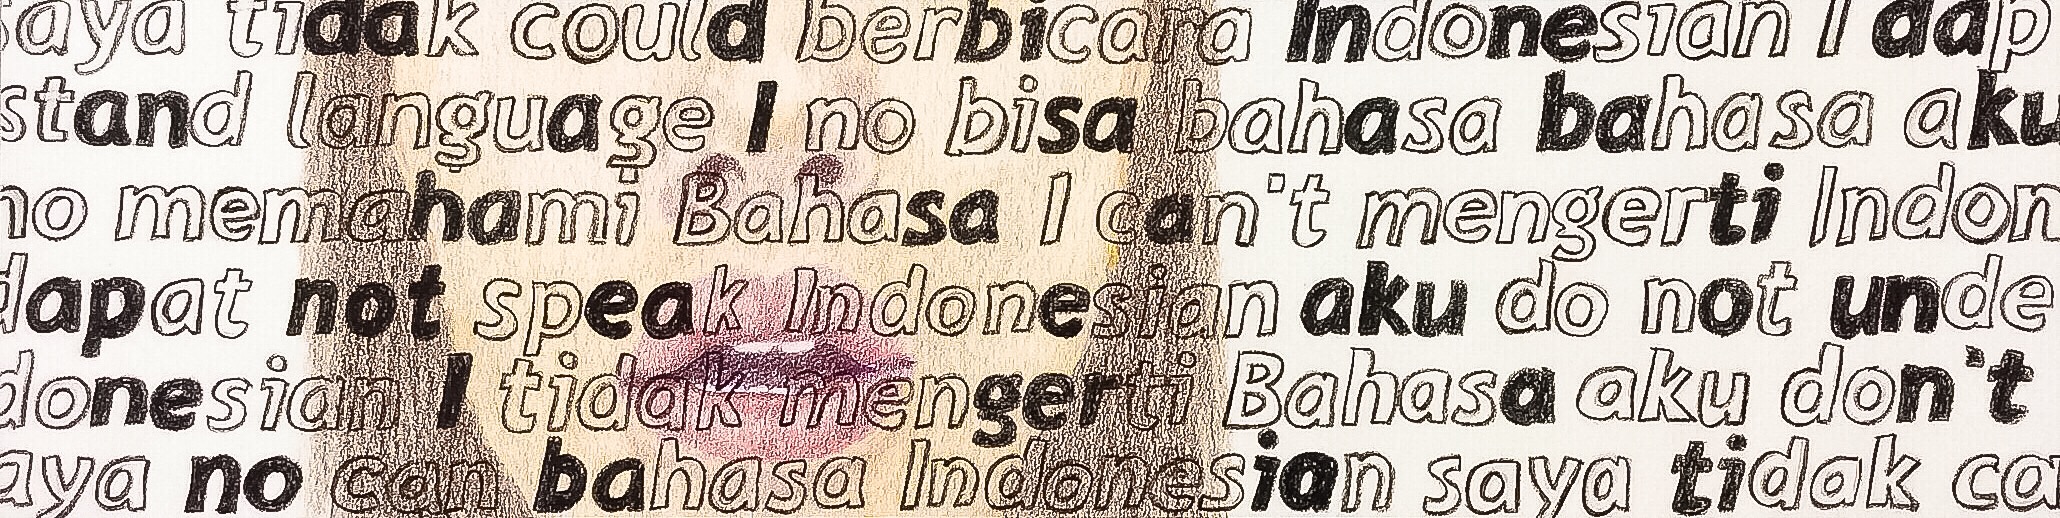 saya tidak could berbicara Indonesian I dap
stand language I no bisa bahasa bahasa aku
no memahami Bahasa I can't mengerti Indon
dapat not speak Indonesian aku do not unde
donesian I tidak mengerti Bahasa aku don't
aya no can bahasa Indonesian saya tidak ca